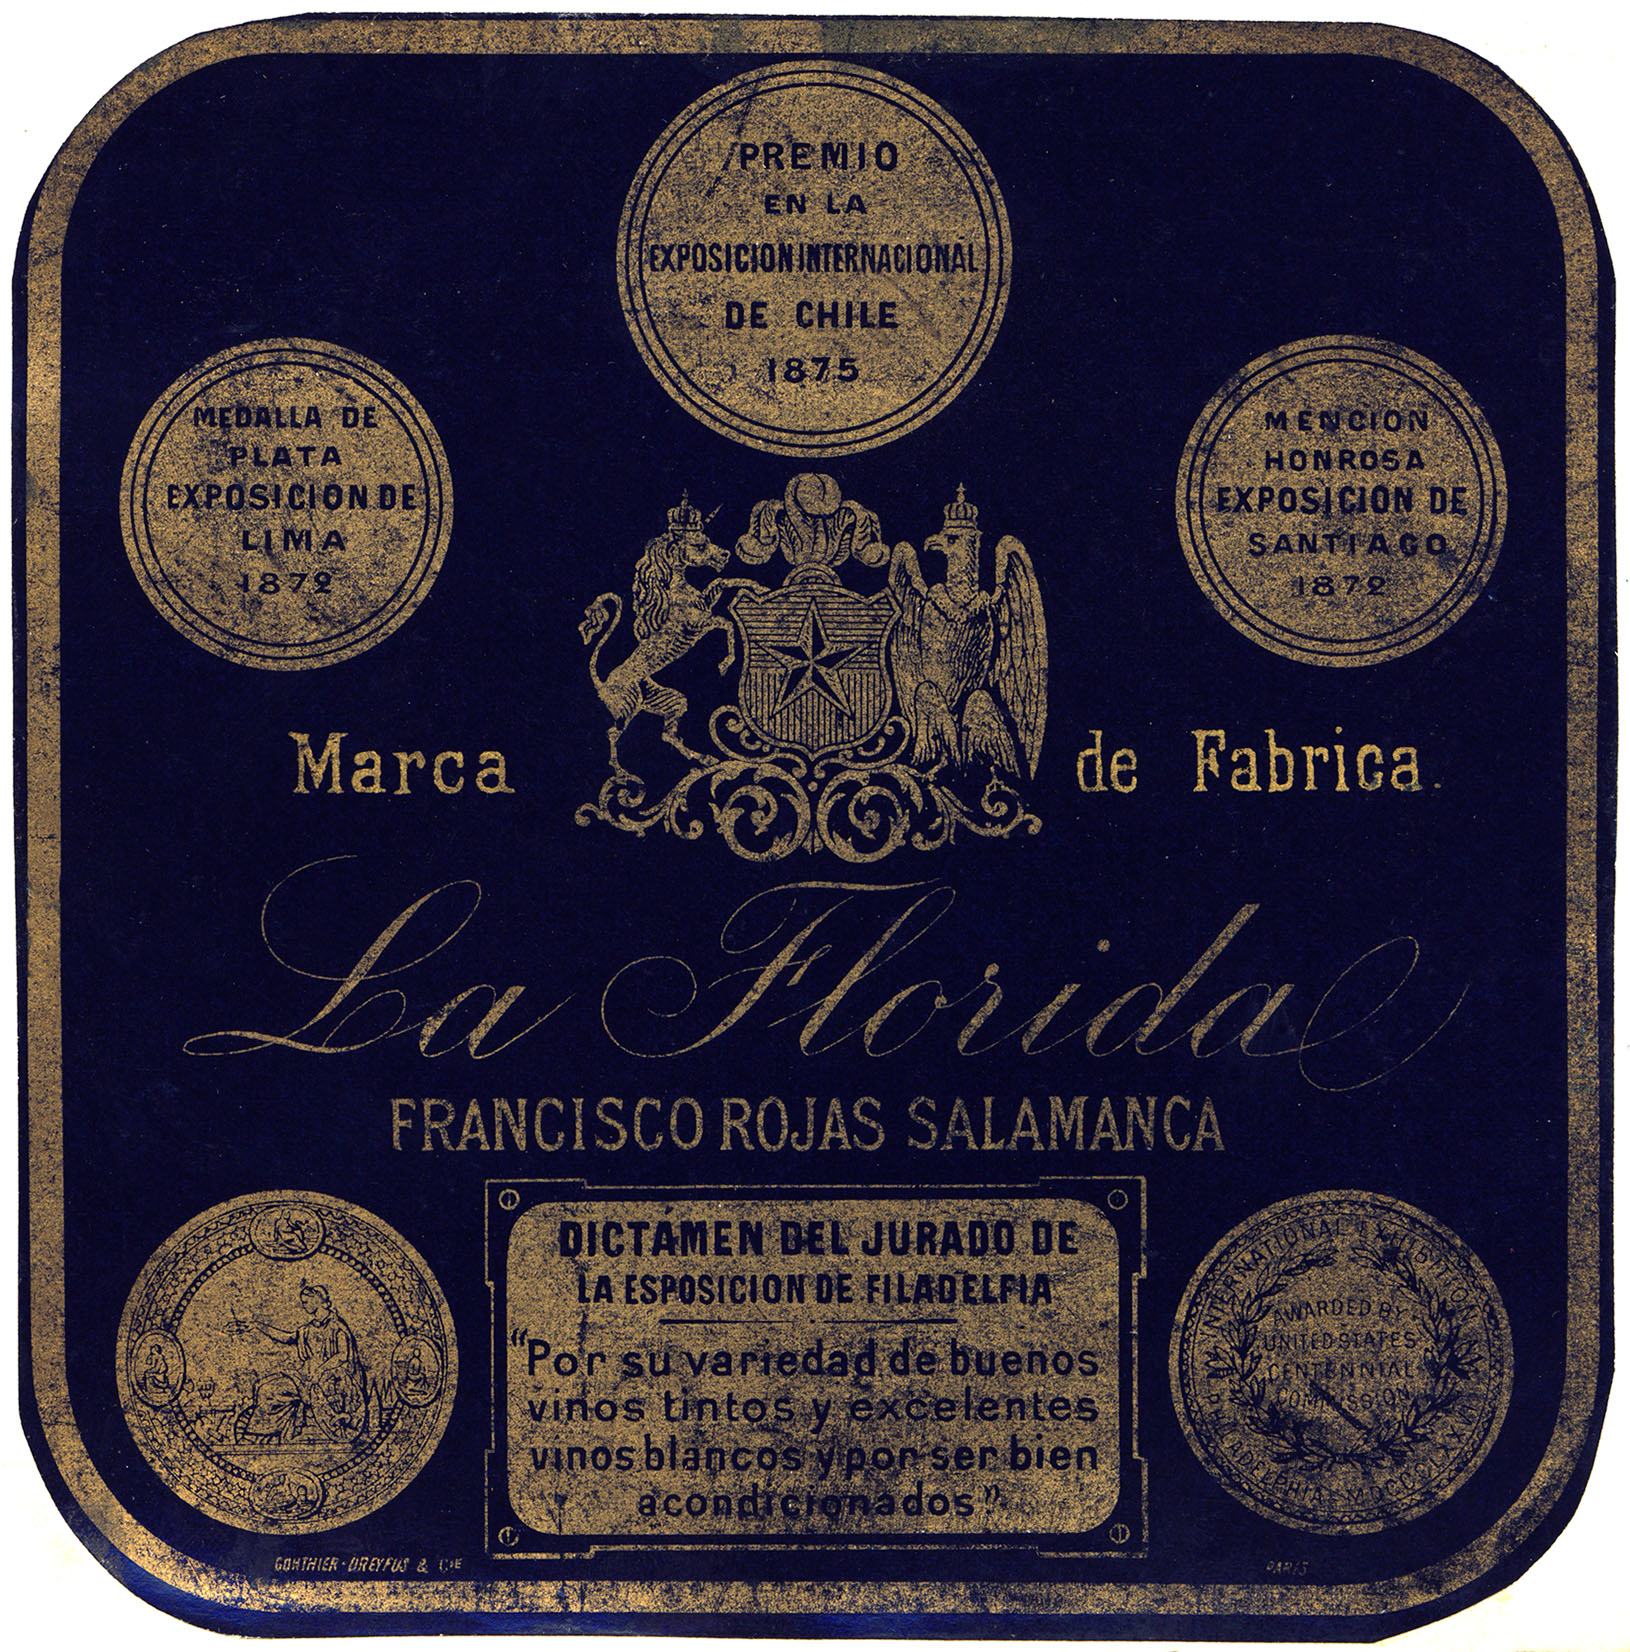 PREMIO
EN LA
EXPOSICION INTERNACIONAL
DE CHILE
1875
MEDALLA DE
PLATA
EXPOSICION DE
LIMA
1872
MENCION
HONROSA
EXPOSICION DE
SANTIAGO
1872
Marca de Fabrica.
La Florida
FRANCISCO ROJAS SALAMANCA
DICTAMEN DEL JURADO DE
LA ESPOSICION DE FILADELFIA
"Por su variedad de buenos
vinos tintos y excelentes
vinos blancos y por ser bien
acondicionados"
INTERNATIONAL EXHIBITION
PHILADELPHIA, MDCCCLXXVI
AWARDED BY
UNITED STATES
CENTENNIAL
COMMISSION
GONTHIER-DREYFUS & CIE
PARIS